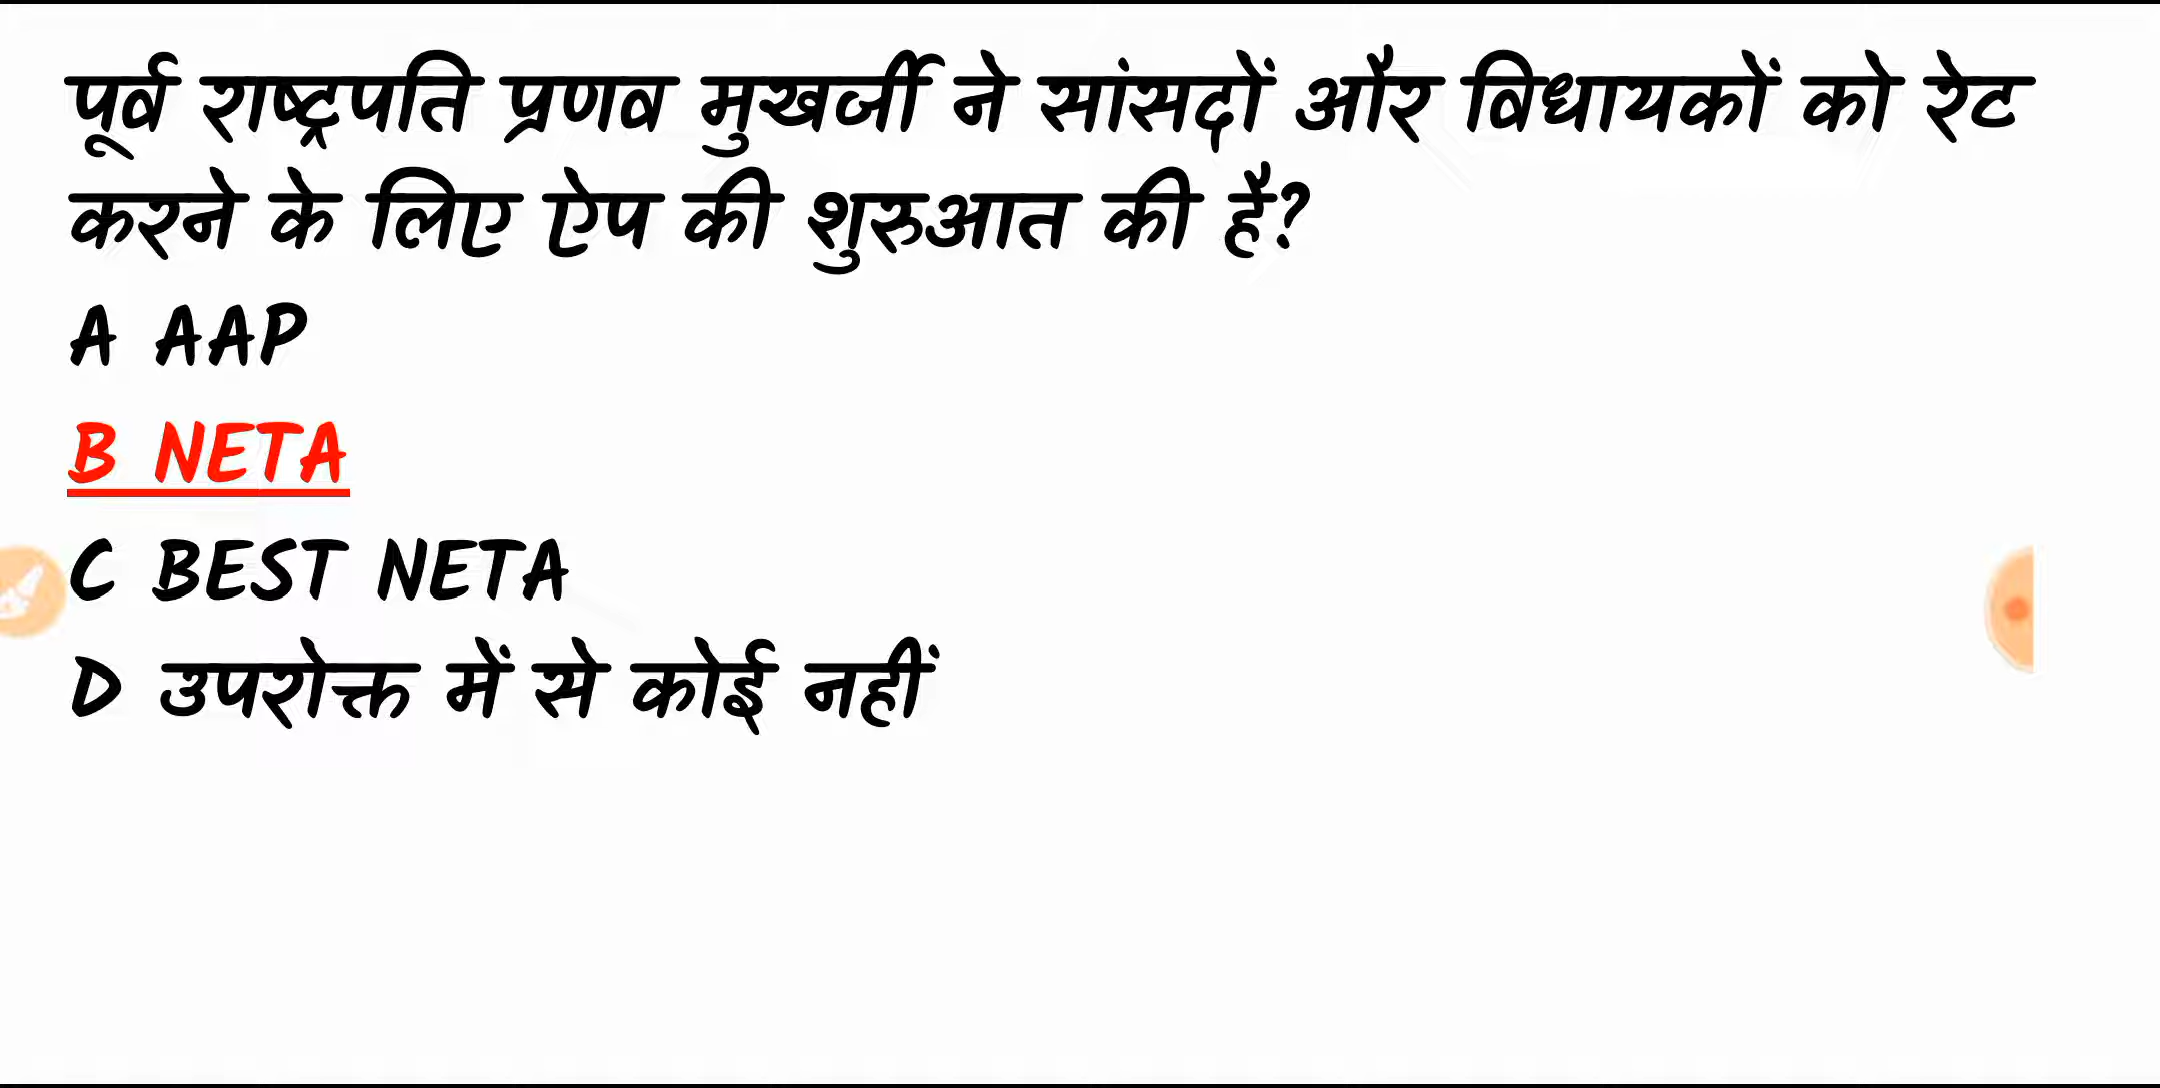 पूर्व राष्ट्रपति प्रणव मुखर्जी ने सांसदों और विधायकों को रेट
करने के लिए ऐप की शुरुआत की है?
A AAP
B NETA
C BEST NETA
D उपरोक्त में से कोई नहीं